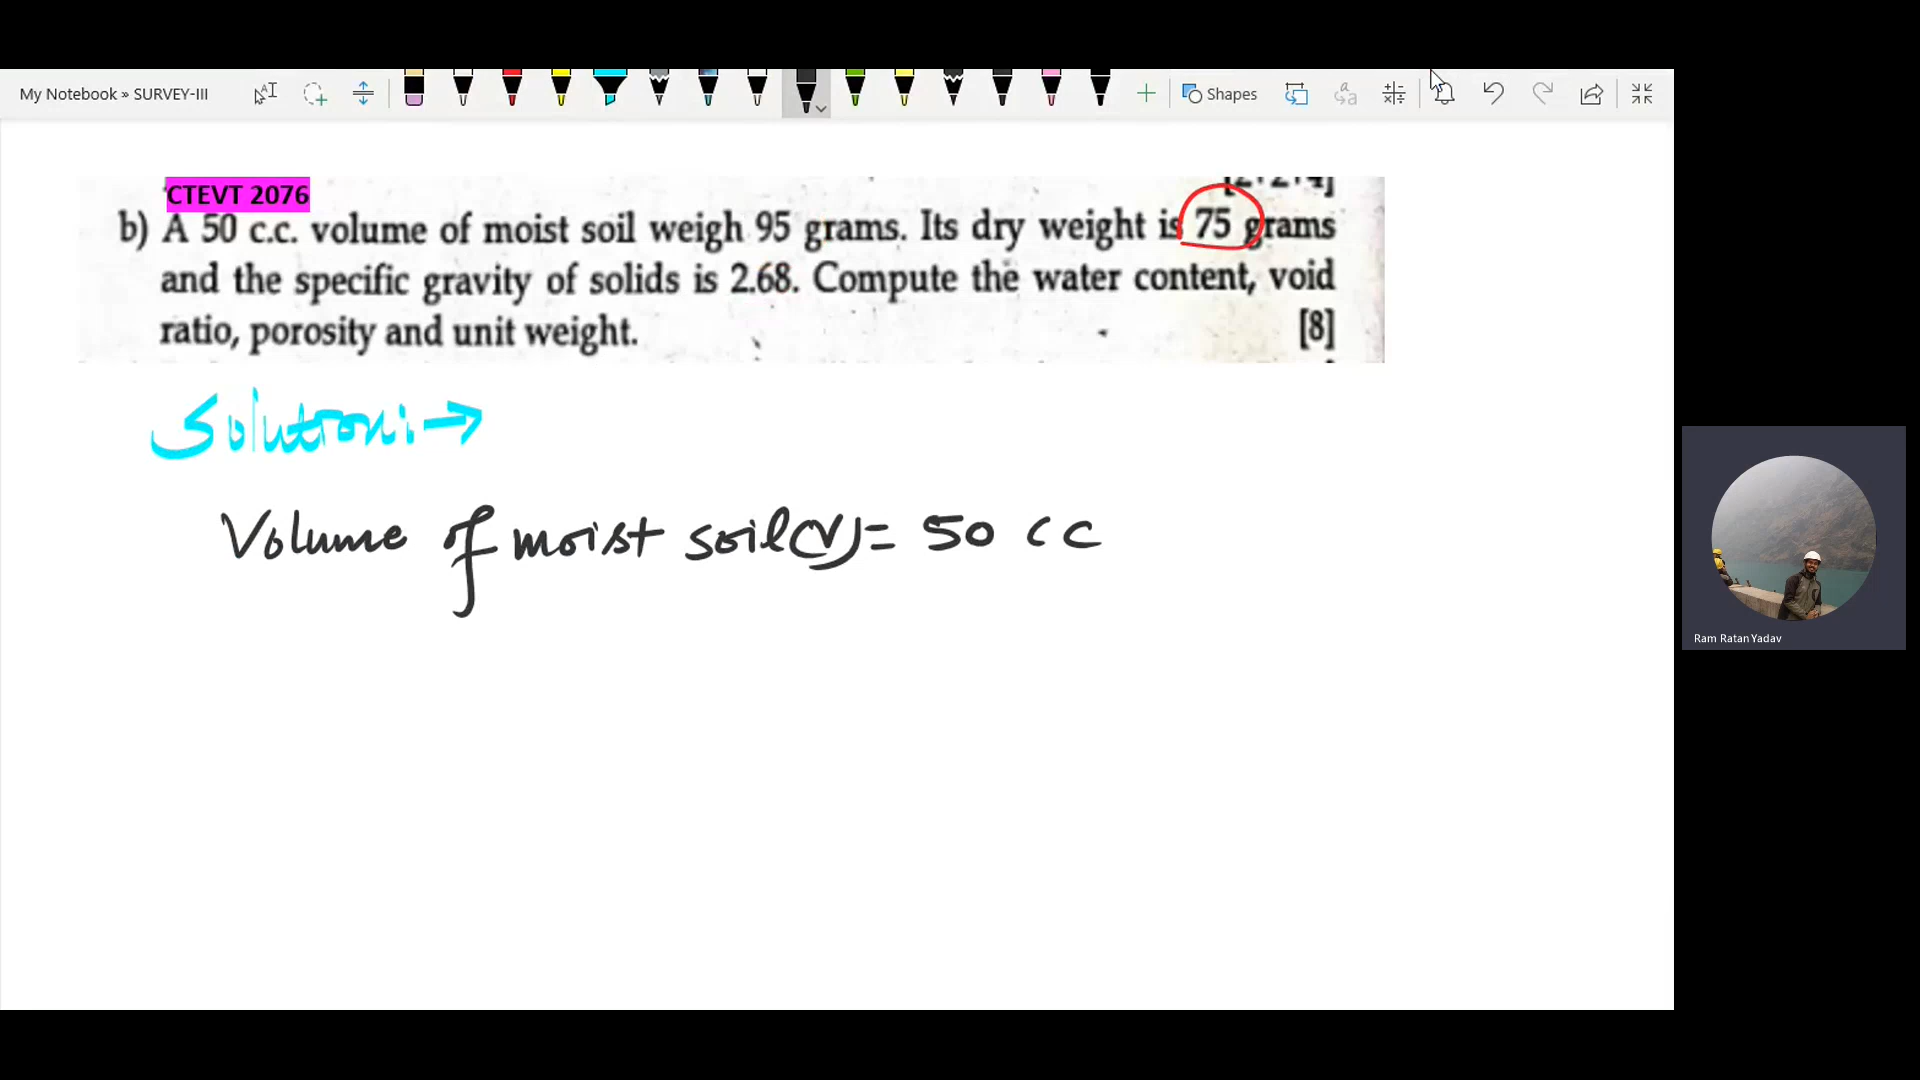 My Notebook » SURVEY-III
Shapes
CTEVT 2076
b) A 50 c.c. volume of moist soil weigh 95 grams. Its dry weight is 75 grams
and the specific gravity of solids is 2.68. Compute the water content, void
ratio, porosity and unit weight. [8]
Solution:→
Volume of moist soil(V)= 50 cc
Ram Ratan Yadav